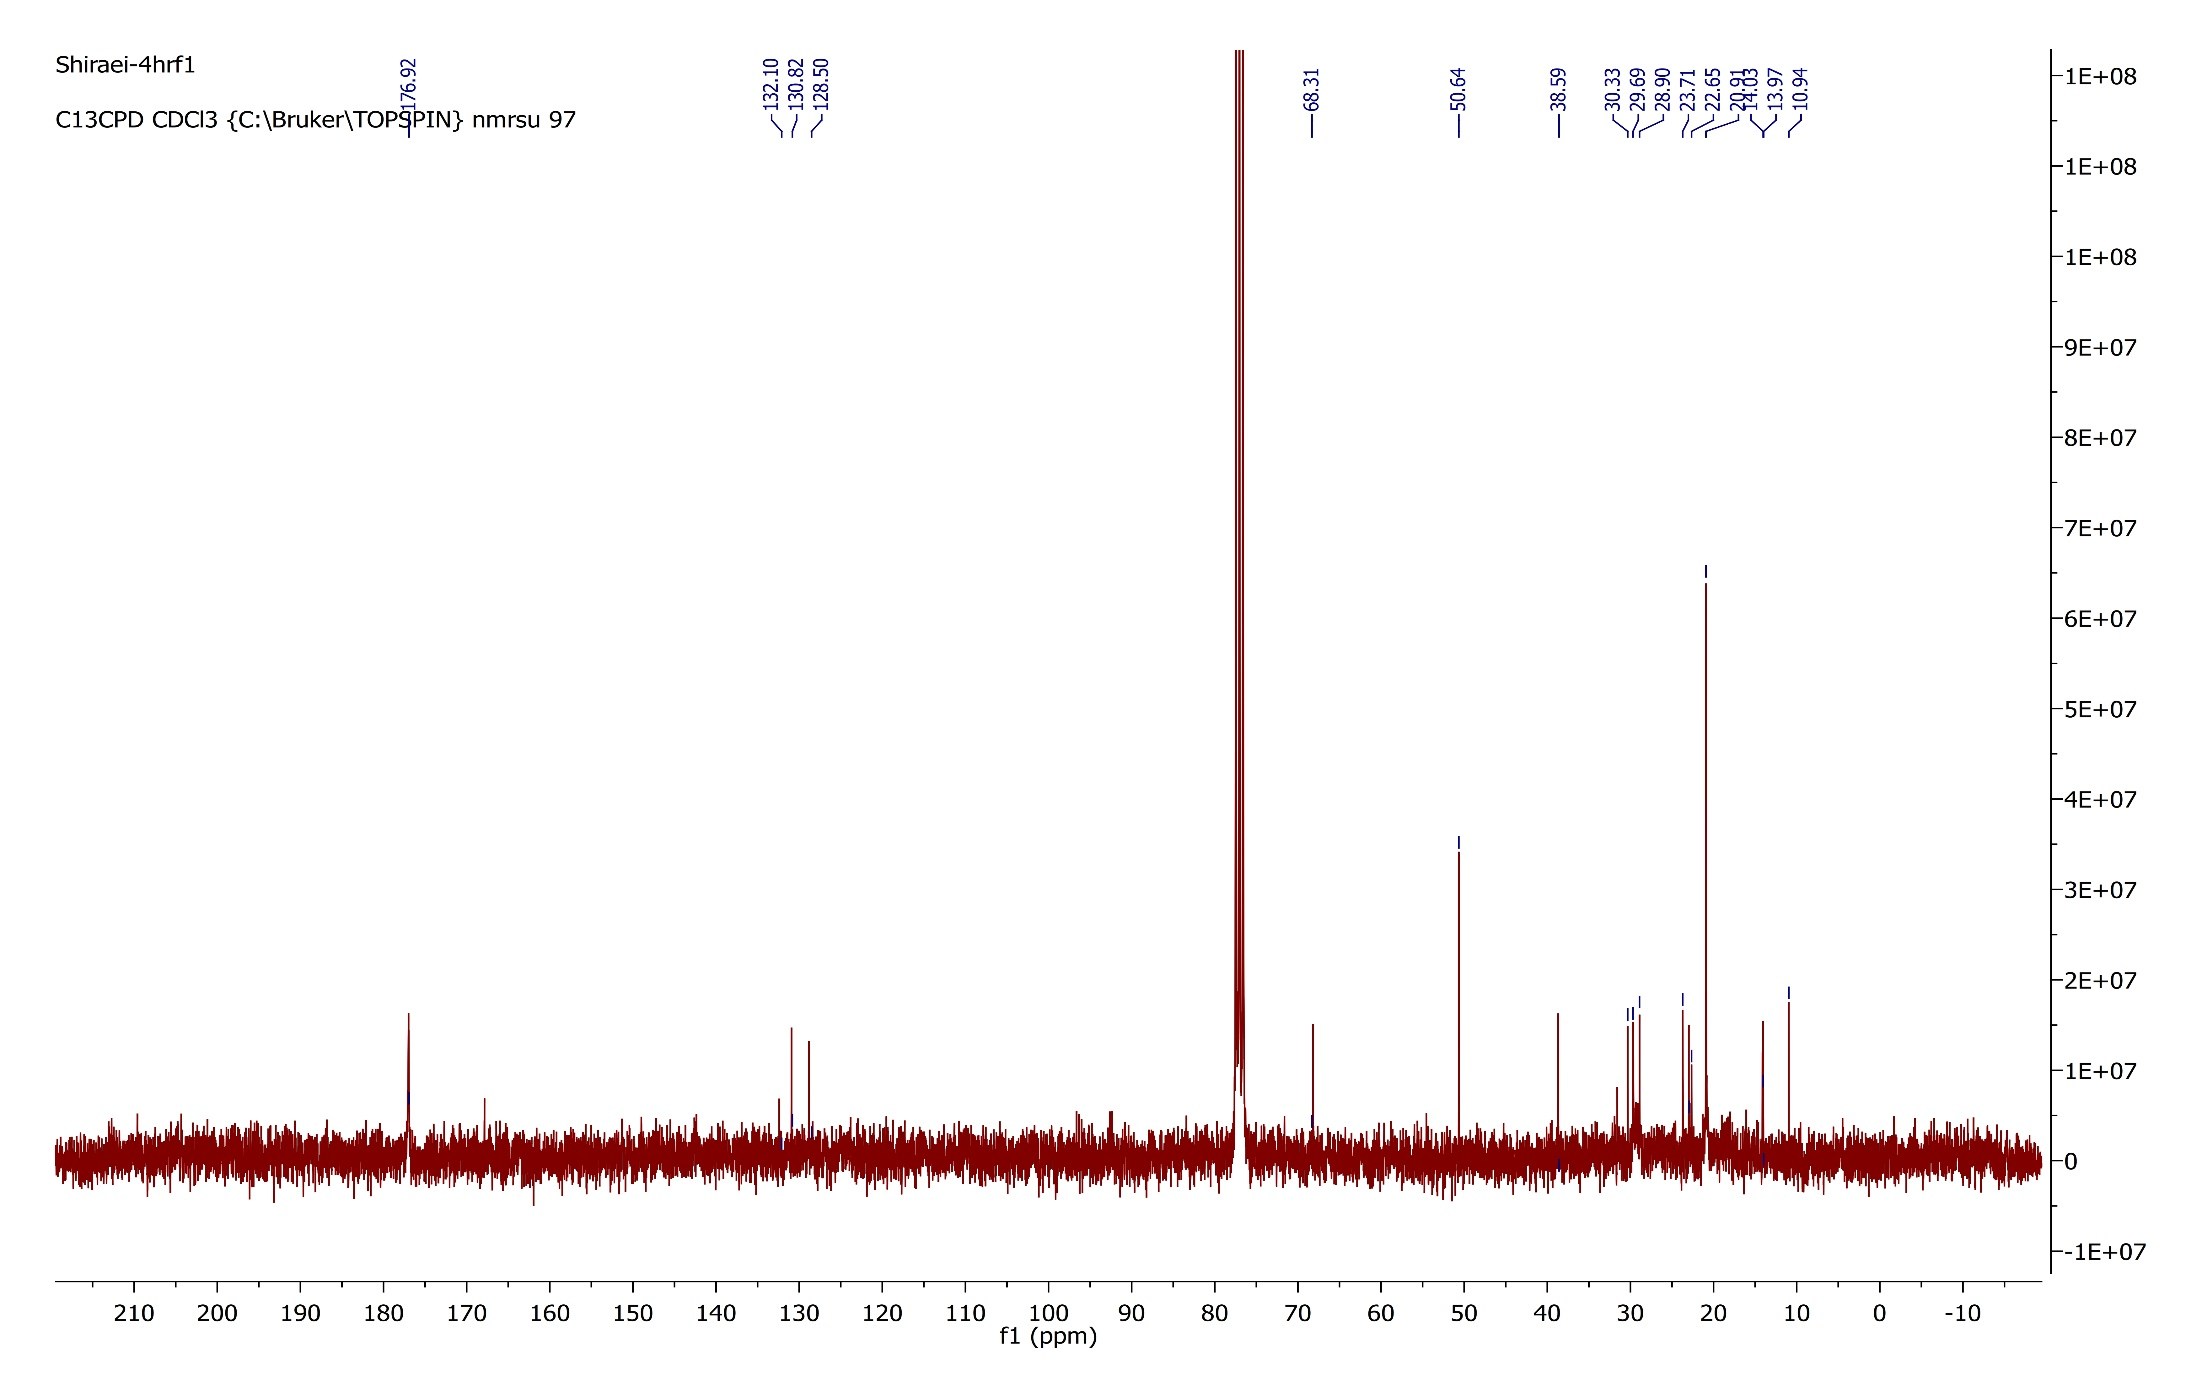 Shiraei-4hrf1
C13CPD CDCl3 {C:\Bruker\TOPSPIN} nmrsu 97
176.92
132.10
130.82
128.50
68.31
50.64
38.59
30.33
29.69
28.90
23.71
22.65
20.91
14.03
13.97
10.94
1E+08
1E+08
1E+08
9E+07
8E+07
7E+07
6E+07
5E+07
4E+07
3E+07
2E+07
1E+07
0
-1E+07
210 200 190 180 170 160 150 140 130 120 110 100 90 80 70 60 50 40 30 20 10 0 -10
f1 (ppm)